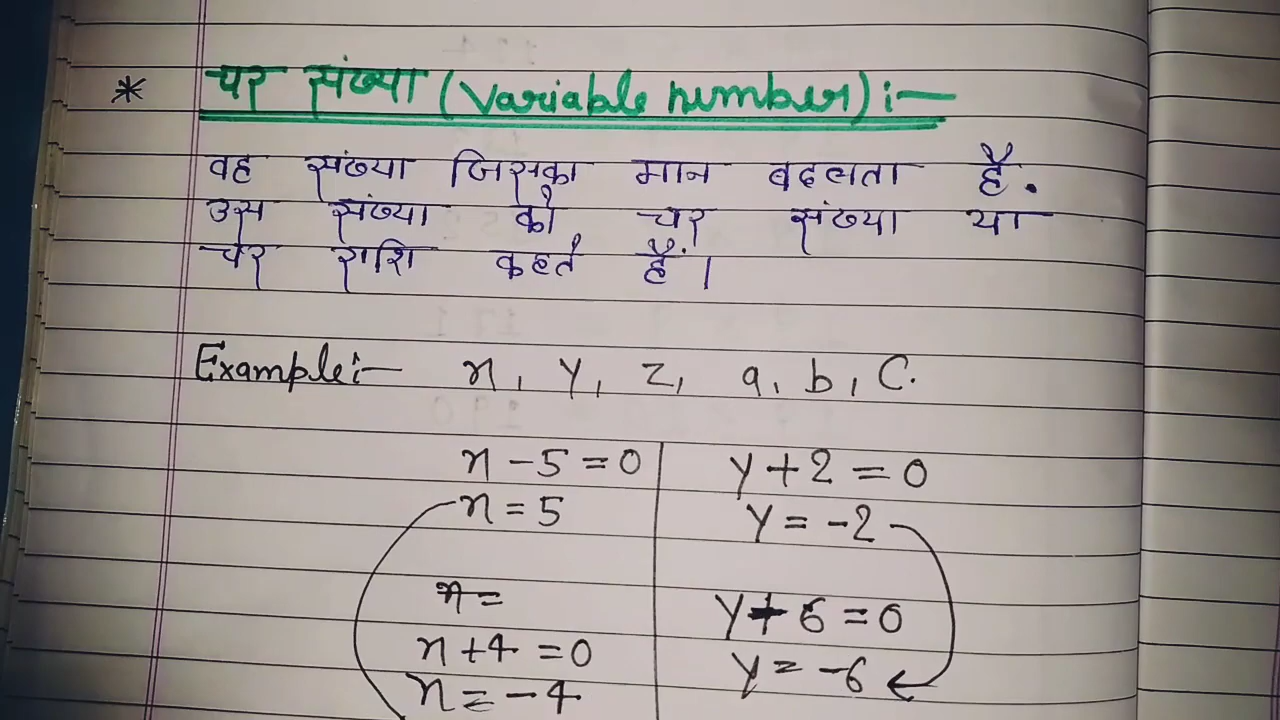 * चर संख्या (Variable number) :—
वह संख्या जिसका मान बदलता है.
उस संख्या को चर संख्या या
चर राशि कहते हैं।
Example:— x, y, z, a, b, c.
x - 5 = 0
x = 5
x =
x + 4 = 0
x = -4
y + 2 = 0
y = -2
y + 6 = 0
y = -6